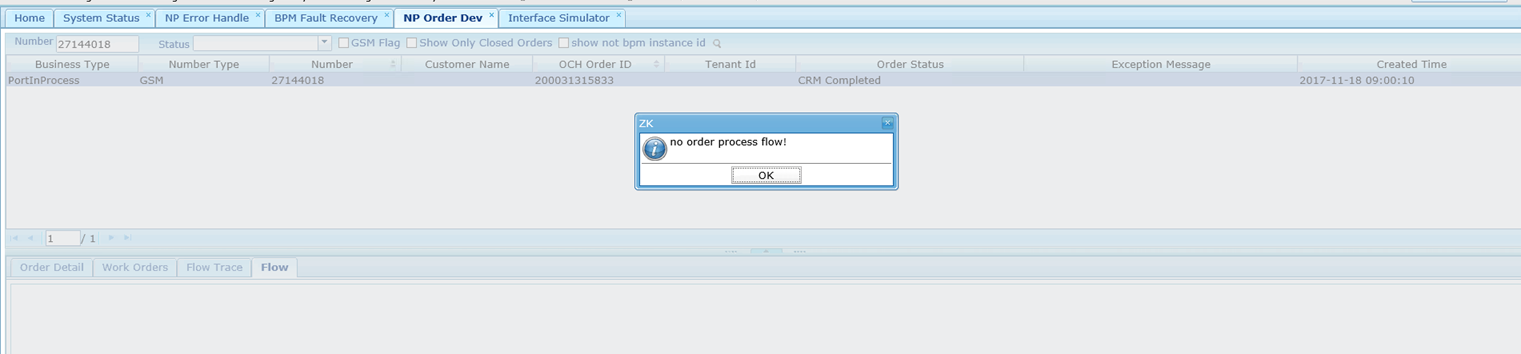 Home System Status NP Error Handle BPM Fault Recovery NP Order Dev Interface Simulator
Number 27144018 Status GSM Flag Show Only Closed Orders show not bpm instance id
Business Type Number Type Number Customer Name OCH Order ID Tenant Id Order Status Exception Message Created Time
PortInProcess GSM 27144018 200031315833 CRM Completed 2017-11-18 09:00:10
ZK
no order process flow!
OK
1 / 1
Order Detail Work Orders Flow Trace Flow